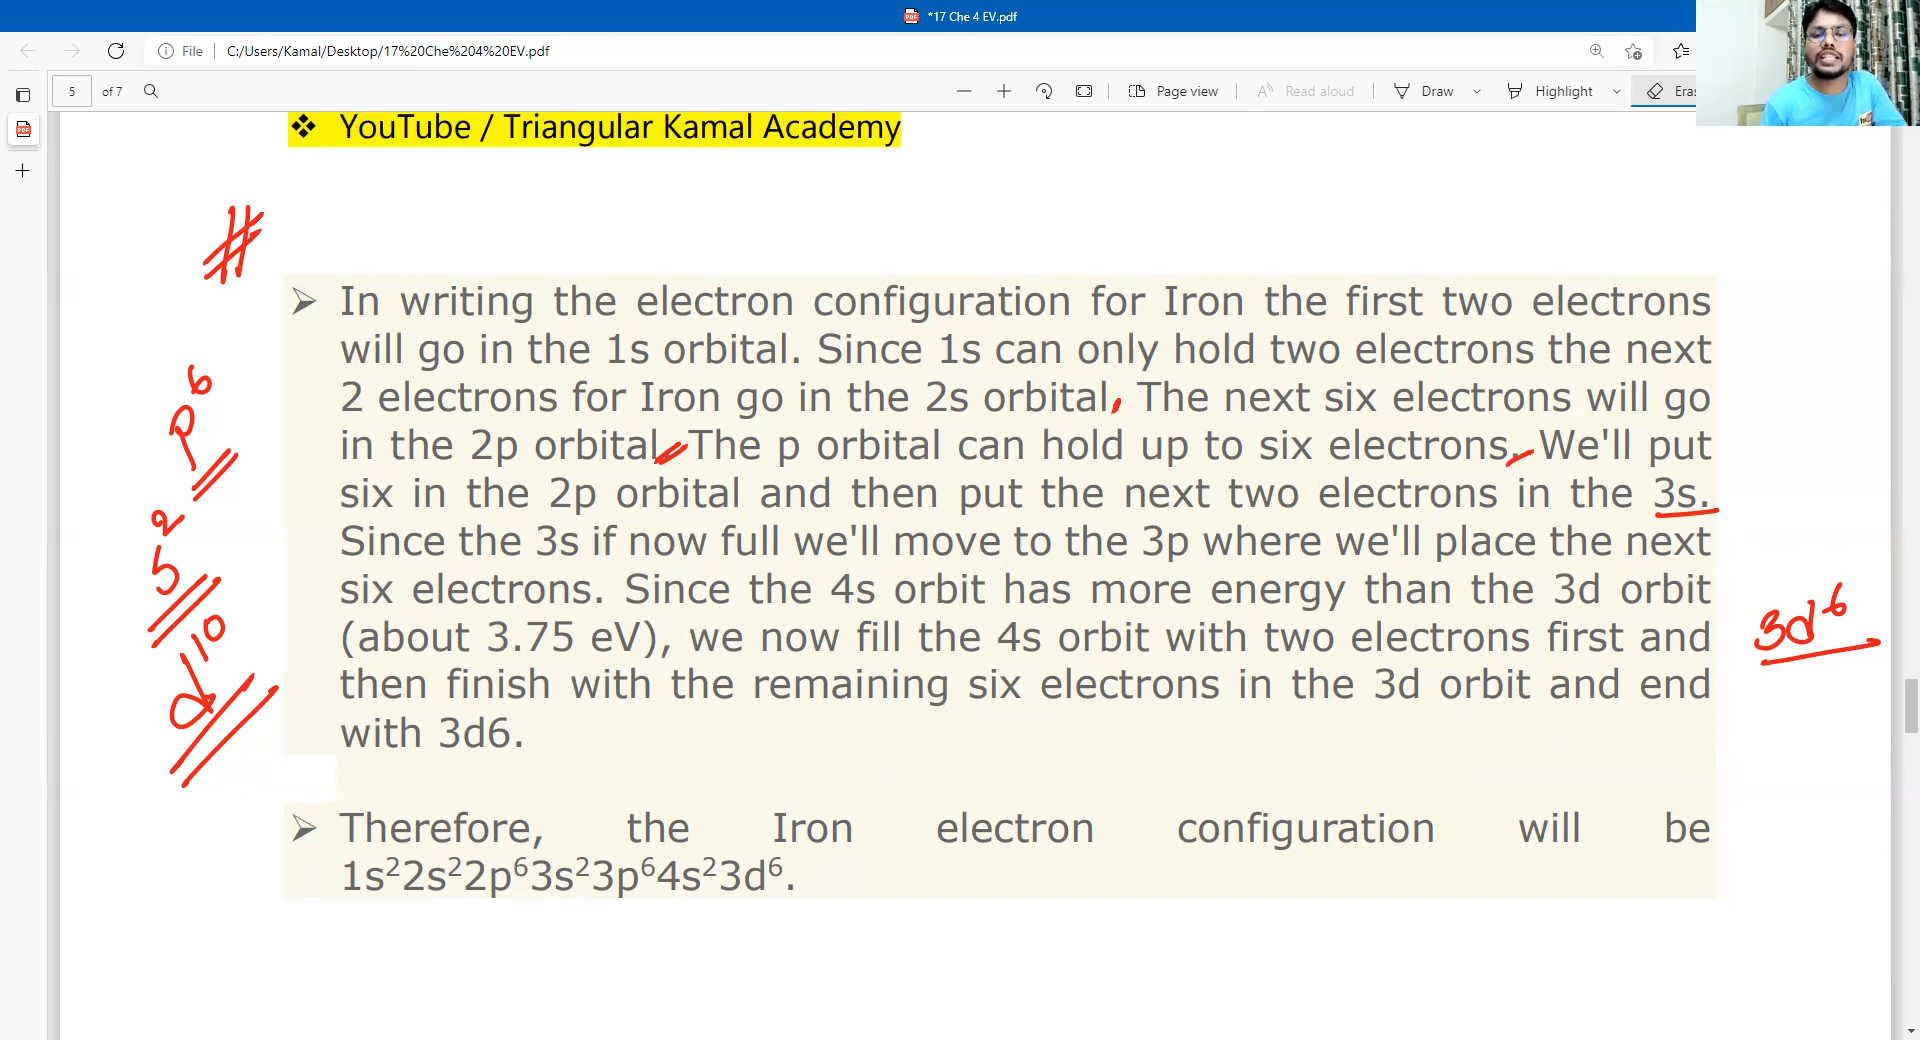 *17 Che 4 EV.pdf
File C:/Users/Kamal/Desktop/17%20Che%204%20EV.pdf
5 of 7 Page view Read aloud Draw Highlight Eras
❖ YouTube / Triangular Kamal Academy
#
➢ In writing the electron configuration for Iron the first two electrons
will go in the 1s orbital. Since 1s can only hold two electrons the next
2 electrons for Iron go in the 2s orbital. The next six electrons will go
in the 2p orbital. The p orbital can hold up to six electrons. We'll put
six in the 2p orbital and then put the next two electrons in the 3s.
Since the 3s if now full we'll move to the 3p where we'll place the next
six electrons. Since the 4s orbit has more energy than the 3d orbit
(about 3.75 eV), we now fill the 4s orbit with two electrons first and
then finish with the remaining six electrons in the 3d orbit and end
with 3d6.
p⁶
s²
d¹⁰
3d⁶
➢ Therefore, the Iron electron configuration will be
1s²2s²2p⁶3s²3p⁶4s²3d⁶.